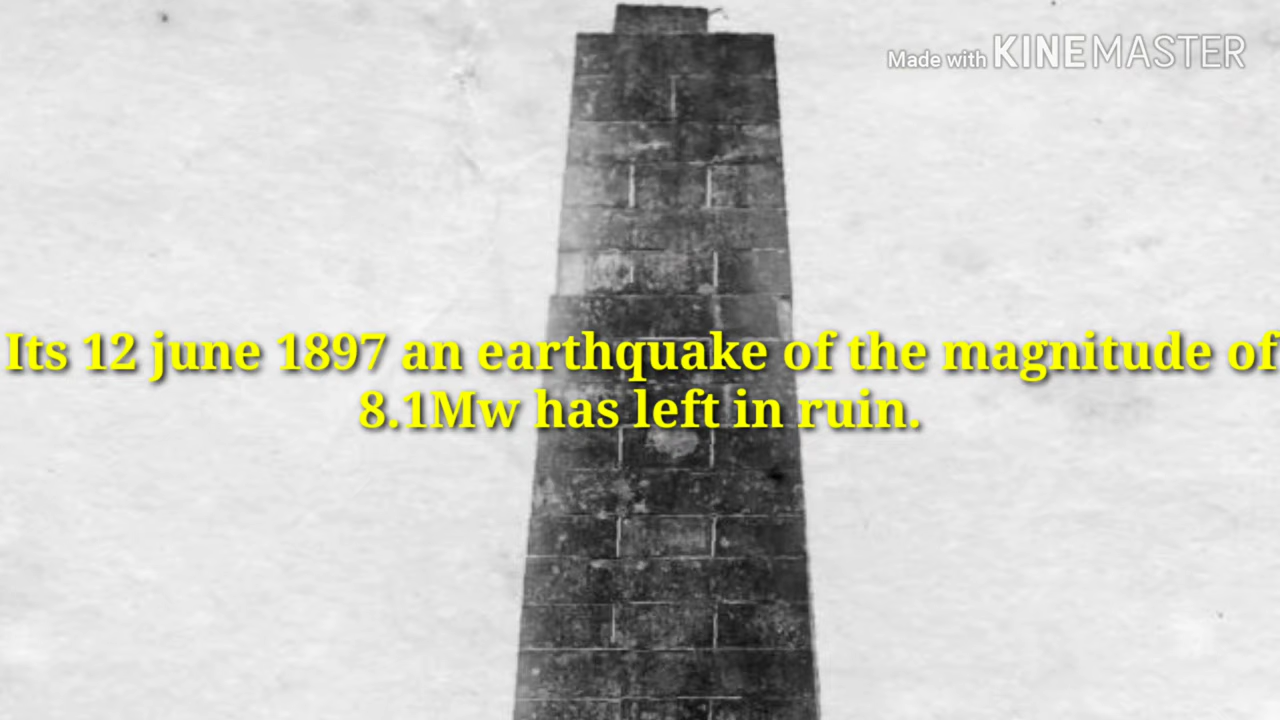 Made with KINEMASTER
Its 12 june 1897 an earthquake of the magnitude of
8.1Mw has left in ruin.